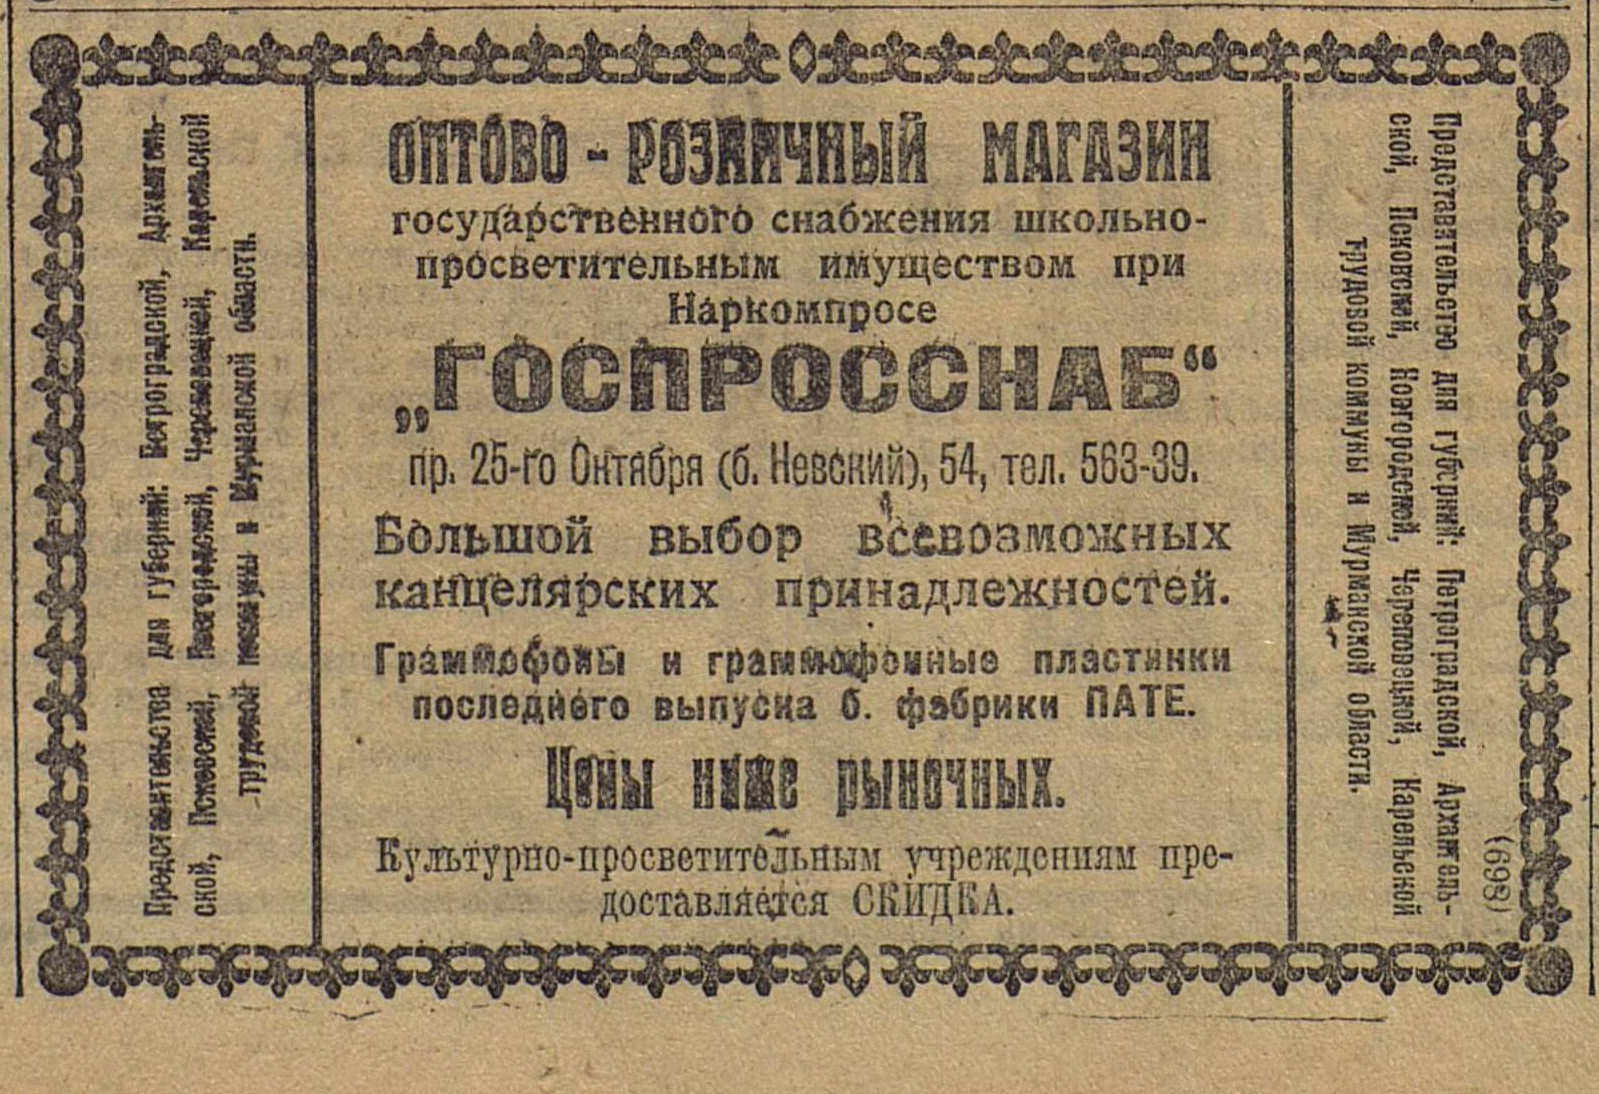 Представительства для губерний: Петроградской, Архангель-
ской, Псковской, Новгородской, Череповецкой, Карельской
трудовой коммуны и Мурманской области.
ОПТОВО - РОЗНИЧНЫЙ МАГАЗИН
государственного снабжения школьно-
просветительным имуществом при
Наркомпросе
„ГОСПРОССНАБ“
пр. 25-го Октября (б. Невский), 54, тел. 563-39.
Большой выбор всевозможных
канцелярских принадлежностей.
Граммофоны и граммофонные пластинки
последнего выпуска б. фабрики ПАТЕ.
Цены ниже рыночных.
Культурно-просветительным учреждениям пре-
доставляется СКИДКА.
Представительство для губерний: Петроградской, Архангель-
ской, Псковской, Новгородской, Череповецкой, Карельской
трудовой коммуны и Мурманской области.
(698)